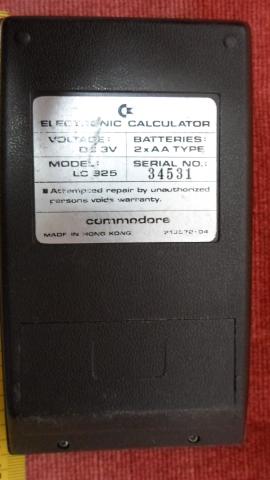 ELECTRONIC CALCULATOR
VOLTAGE: BATTERIES:
DC 3V 2xAA TYPE
MODEL: SERIAL NO.:
LC 825 34531
■ Attempted repair by unauthorized
persons voids warranty.
commodore
MADE IN HONG KONG